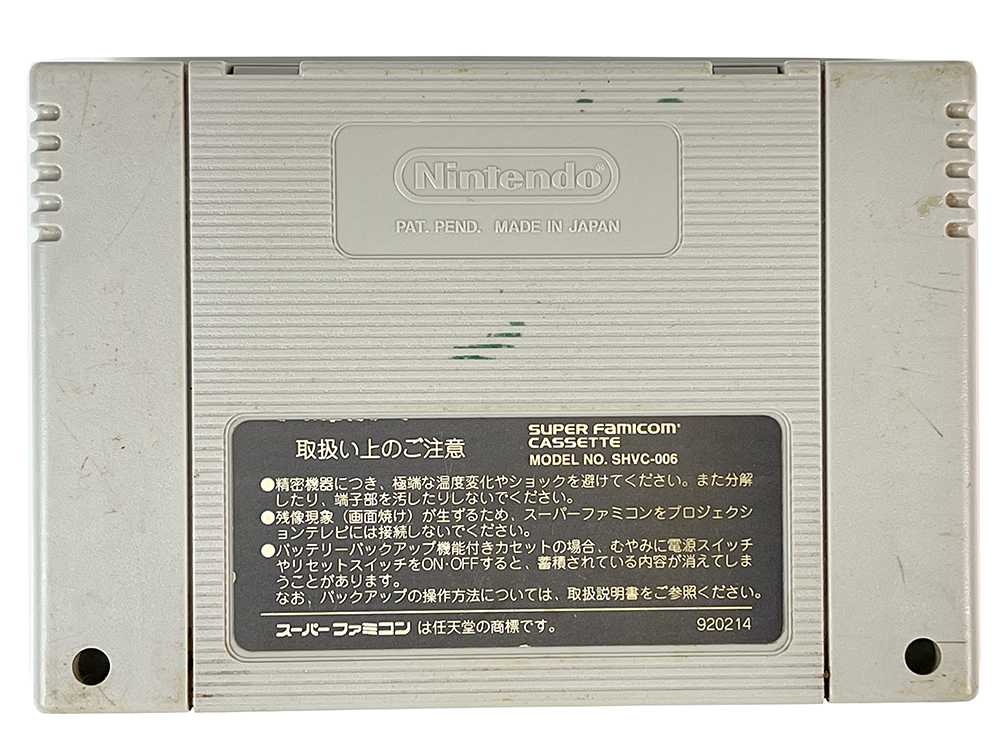 Nintendo®
PAT. PEND. MADE IN JAPAN
取扱い上のご注意
SUPER FAMICOM
CASSETTE
MODEL NO. SHVC-006
●精密機器につき、極端な温度変化やショックを避けてください。また分解
したり、端子部を汚したりしないでください。
●残像現象（画面焼け）が生ずるため、スーパーファミコンをプロジェクシ
ョンテレビには接続しないでください。
●バッテリーバックアップ機能付きカセットの場合、むやみに電源スイッチ
やリセットスイッチをON・OFFすると、蓄積されている内容が消えてしま
うことがあります。
なお、バックアップの操作方法については、取扱説明書をご参照ください。
スーパーファミコン は任天堂の商標です。
920214